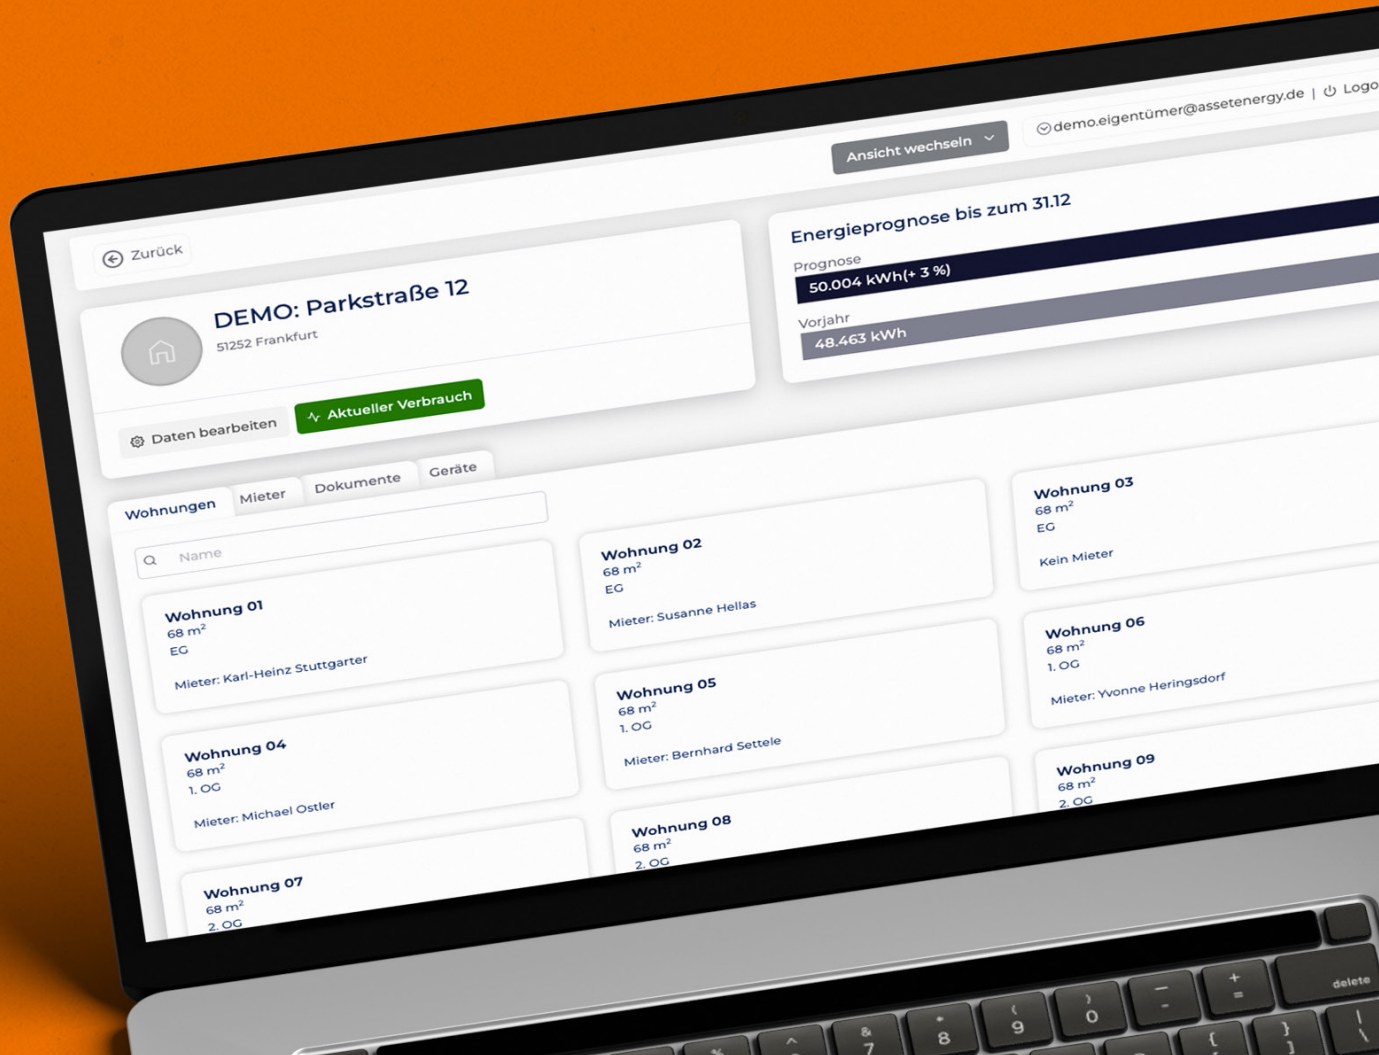 Ansicht wechseln
demo.eigentümer@assetenergy.de | Logo
Zurück
DEMO: Parkstraße 12
51252 Frankfurt
Daten bearbeiten
Aktueller Verbrauch
Energieprognose bis zum 31.12
Prognose
50.004 kWh(+ 3 %)
Vorjahr
48.463 kWh
Wohnungen Mieter Dokumente Geräte
Name
Wohnung 01
68 m²
EG
Mieter: Karl-Heinz Stuttgarter
Wohnung 02
68 m²
EG
Mieter: Susanne Hellas
Wohnung 03
68 m²
EG
Kein Mieter
Wohnung 04
68 m²
1. OG
Mieter: Michael Ostler
Wohnung 05
68 m²
1. OG
Mieter: Bernhard Settele
Wohnung 06
68 m²
1. OG
Mieter: Yvonne Heringsdorf
Wohnung 07
68 m²
2. OG
Wohnung 08
68 m²
2. OG
Wohnung 09
68 m²
2. OG
% ^ & * ( ) — +
7 8 9 0 - =
delete
{ } |
] \